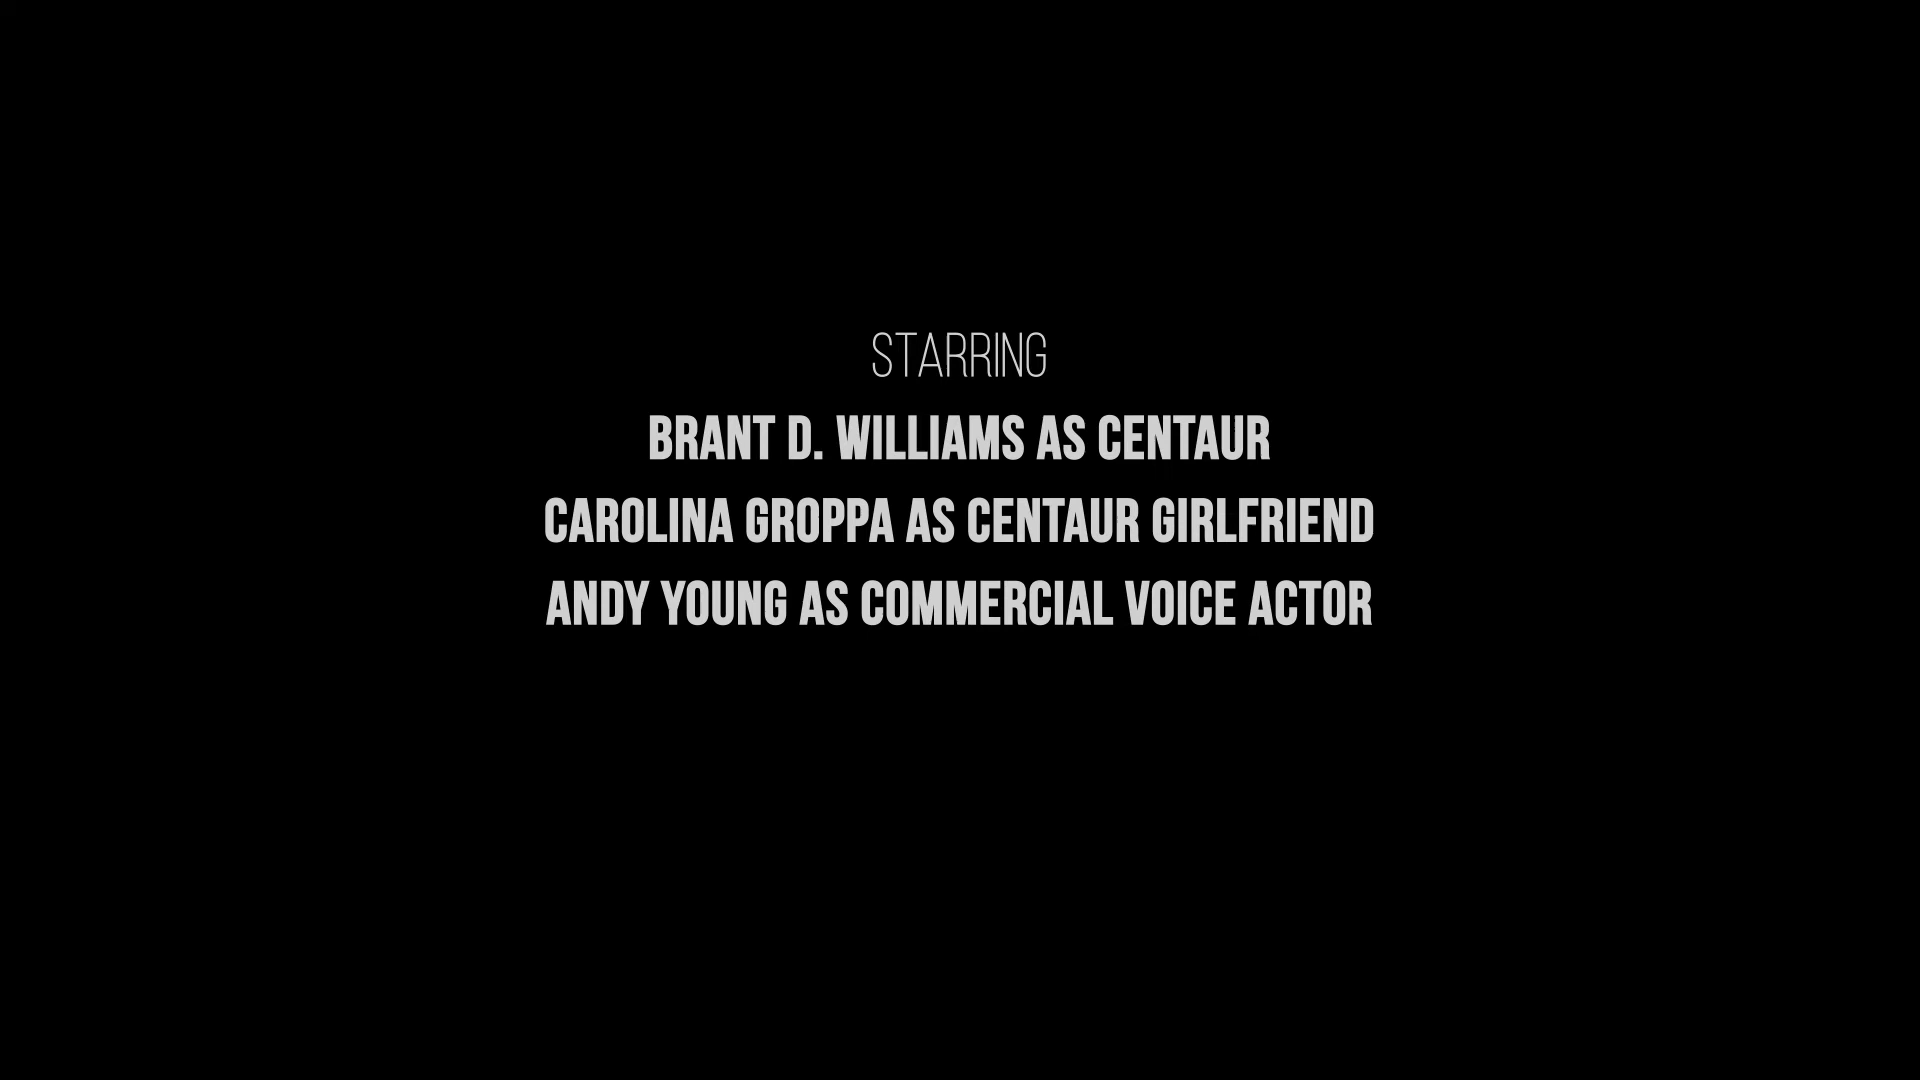 STARRING
BRANT D. WILLIAMS AS CENTAUR
CAROLINA GROPPA AS CENTAUR GIRLFRIEND
ANDY YOUNG AS COMMERCIAL VOICE ACTOR